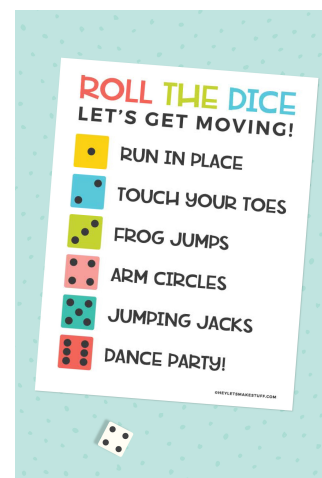 ROLL THE DICE
LET'S GET MOVING!
RUN IN PLACE
TOUCH YOUR TOES
FROG JUMPS
ARM CIRCLES
JUMPING JACKS
DANCE PARTY!
©HEYLETSMAKESTUFF.COM